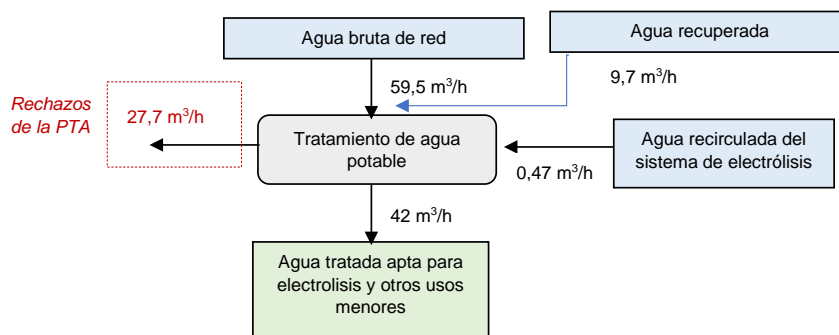 Agua bruta de red
Agua recuperada
59,5 m³/h
9,7 m³/h
Rechazos
de la PTA
27,7 m³/h
Tratamiento de agua
potable
Agua recirculada del
sistema de electrólisis
0,47 m³/h
42 m³/h
Agua tratada apta para
electrolisis y otros usos
menores